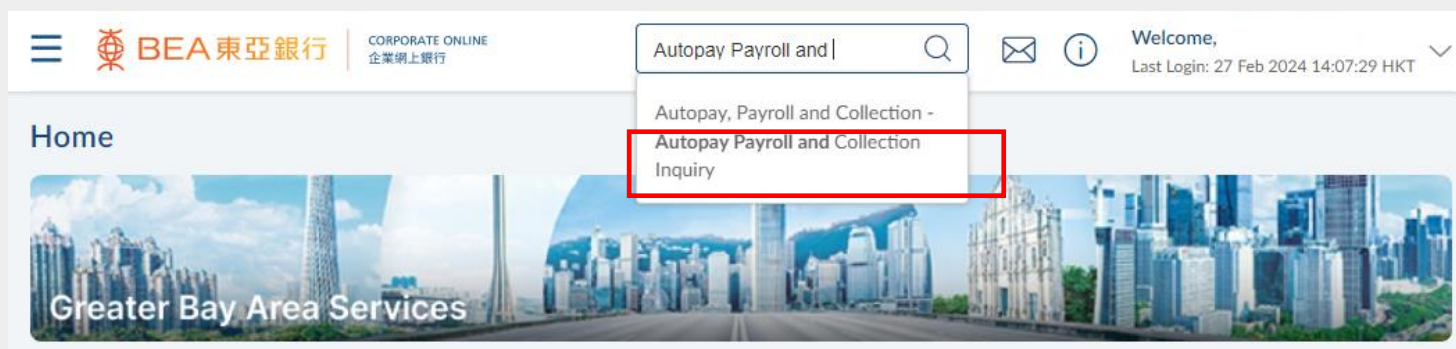 BEA東亞銀行
CORPORATE ONLINE
企業網上銀行
Autopay Payroll and
Welcome,
Last Login: 27 Feb 2024 14:07:29 HKT
Autopay, Payroll and Collection -
Autopay Payroll and Collection
Inquiry
Home
Greater Bay Area Services